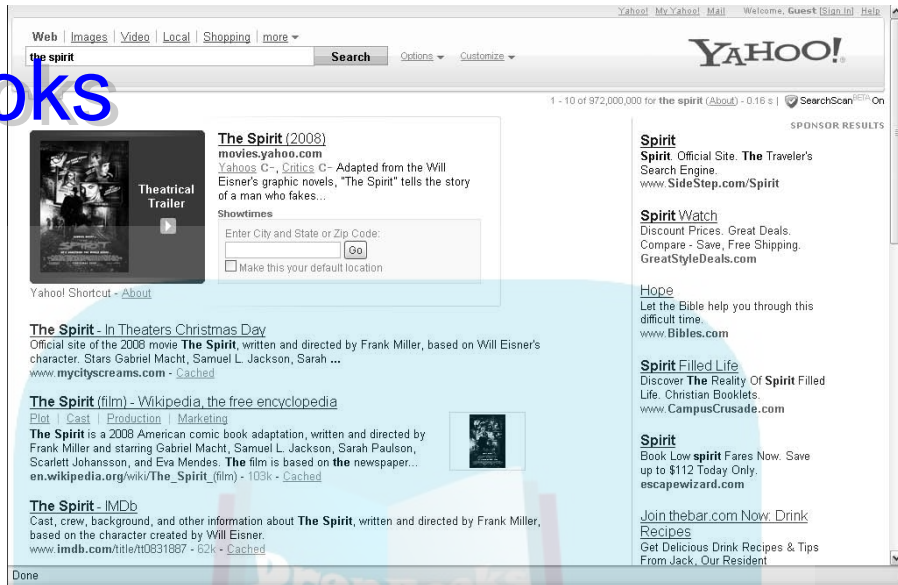 Yahoo! My Yahoo! Mail Welcome, Guest [Sign In] Help
Web | Images | Video | Local | Shopping | more
the spirit Search Options Customize
YAHOO!
oks
1 - 10 of 972,000,000 for the spirit (About) - 0.16 s | SearchScan BETA On
SPONSOR RESULTS
Theatrical
Trailer
SPIRIT
Yahoo! Shortcut - About
The Spirit (2008)
movies.yahoo.com
Yahoos C-, Critics C- Adapted from the Will
Eisner's graphic novels, "The Spirit" tells the story
of a man who fakes...
Showtimes
Enter City and State or Zip Code:
Go
Make this your default location
The Spirit - In Theaters Christmas Day
Official site of the 2008 movie The Spirit, written and directed by Frank Miller, based on Will Eisner's
character. Stars Gabriel Macht, Samuel L. Jackson, Sarah ...
www.mycityscreams.com - Cached
The Spirit (film) - Wikipedia, the free encyclopedia
Plot | Cast | Production | Marketing
The Spirit is a 2008 American comic book adaptation, written and directed by
Frank Miller and starring Gabriel Macht, Samuel L. Jackson, Sarah Paulson,
Scarlett Johansson, and Eva Mendes. The film is based on the newspaper...
en.wikipedia.org/wiki/The_Spirit_(film) - 103k - Cached
The Spirit - IMDb
Cast, crew, background, and other information about The Spirit, written and directed by Frank Miller,
based on the character created by Will Eisner.
www.imdb.com/title/tt0831887 - 62k - Cached
Spirit
Spirit. Official Site. The Traveler's
Search Engine.
www.SideStep.com/Spirit
Spirit Watch
Discount Prices. Great Deals.
Compare - Save, Free Shipping.
GreatStyleDeals.com
Hope
Let the Bible help you through this
difficult time.
www.Bibles.com
Spirit Filled Life
Discover The Reality Of Spirit Filled
Life. Christian Booklets.
www.CampusCrusade.com
Spirit
Book Low spirit Fares Now. Save
up to $112 Today Only.
escapewizard.com
Join thebar.com Now: Drink
Recipes
Get Delicious Drink Recipes & Tips
From Jack, Our Resident
Done